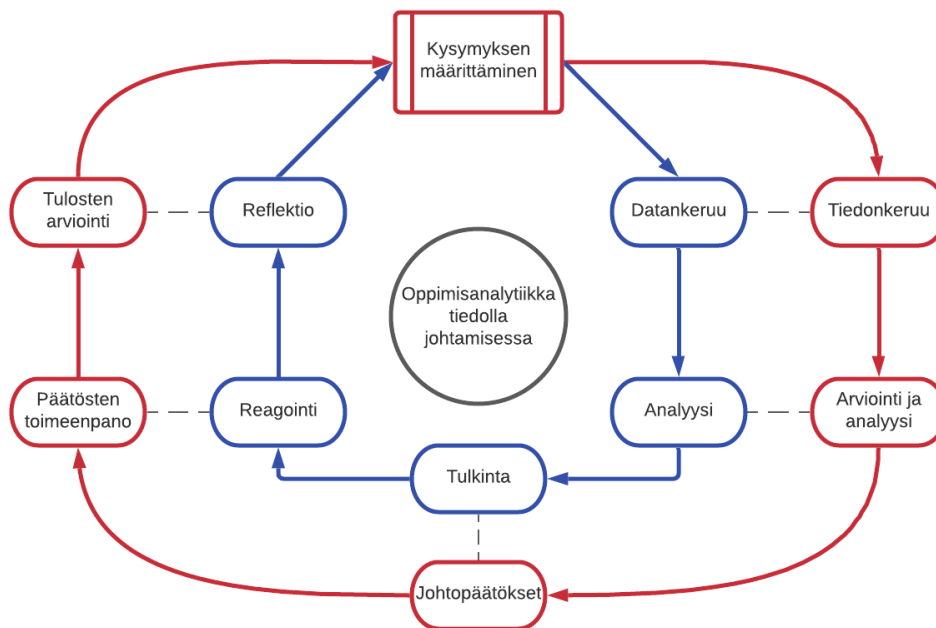 Kysymyksen
määrittäminen
Tulosten
arviointi
Reflektio
Datankeruu
Tiedonkeruu
Oppimisanalytiikka
tiedolla
johtamisessa
Päätösten
toimeenpano
Reagointi
Analyysi
Arviointi ja
analyysi
Tulkinta
Johtopäätökset